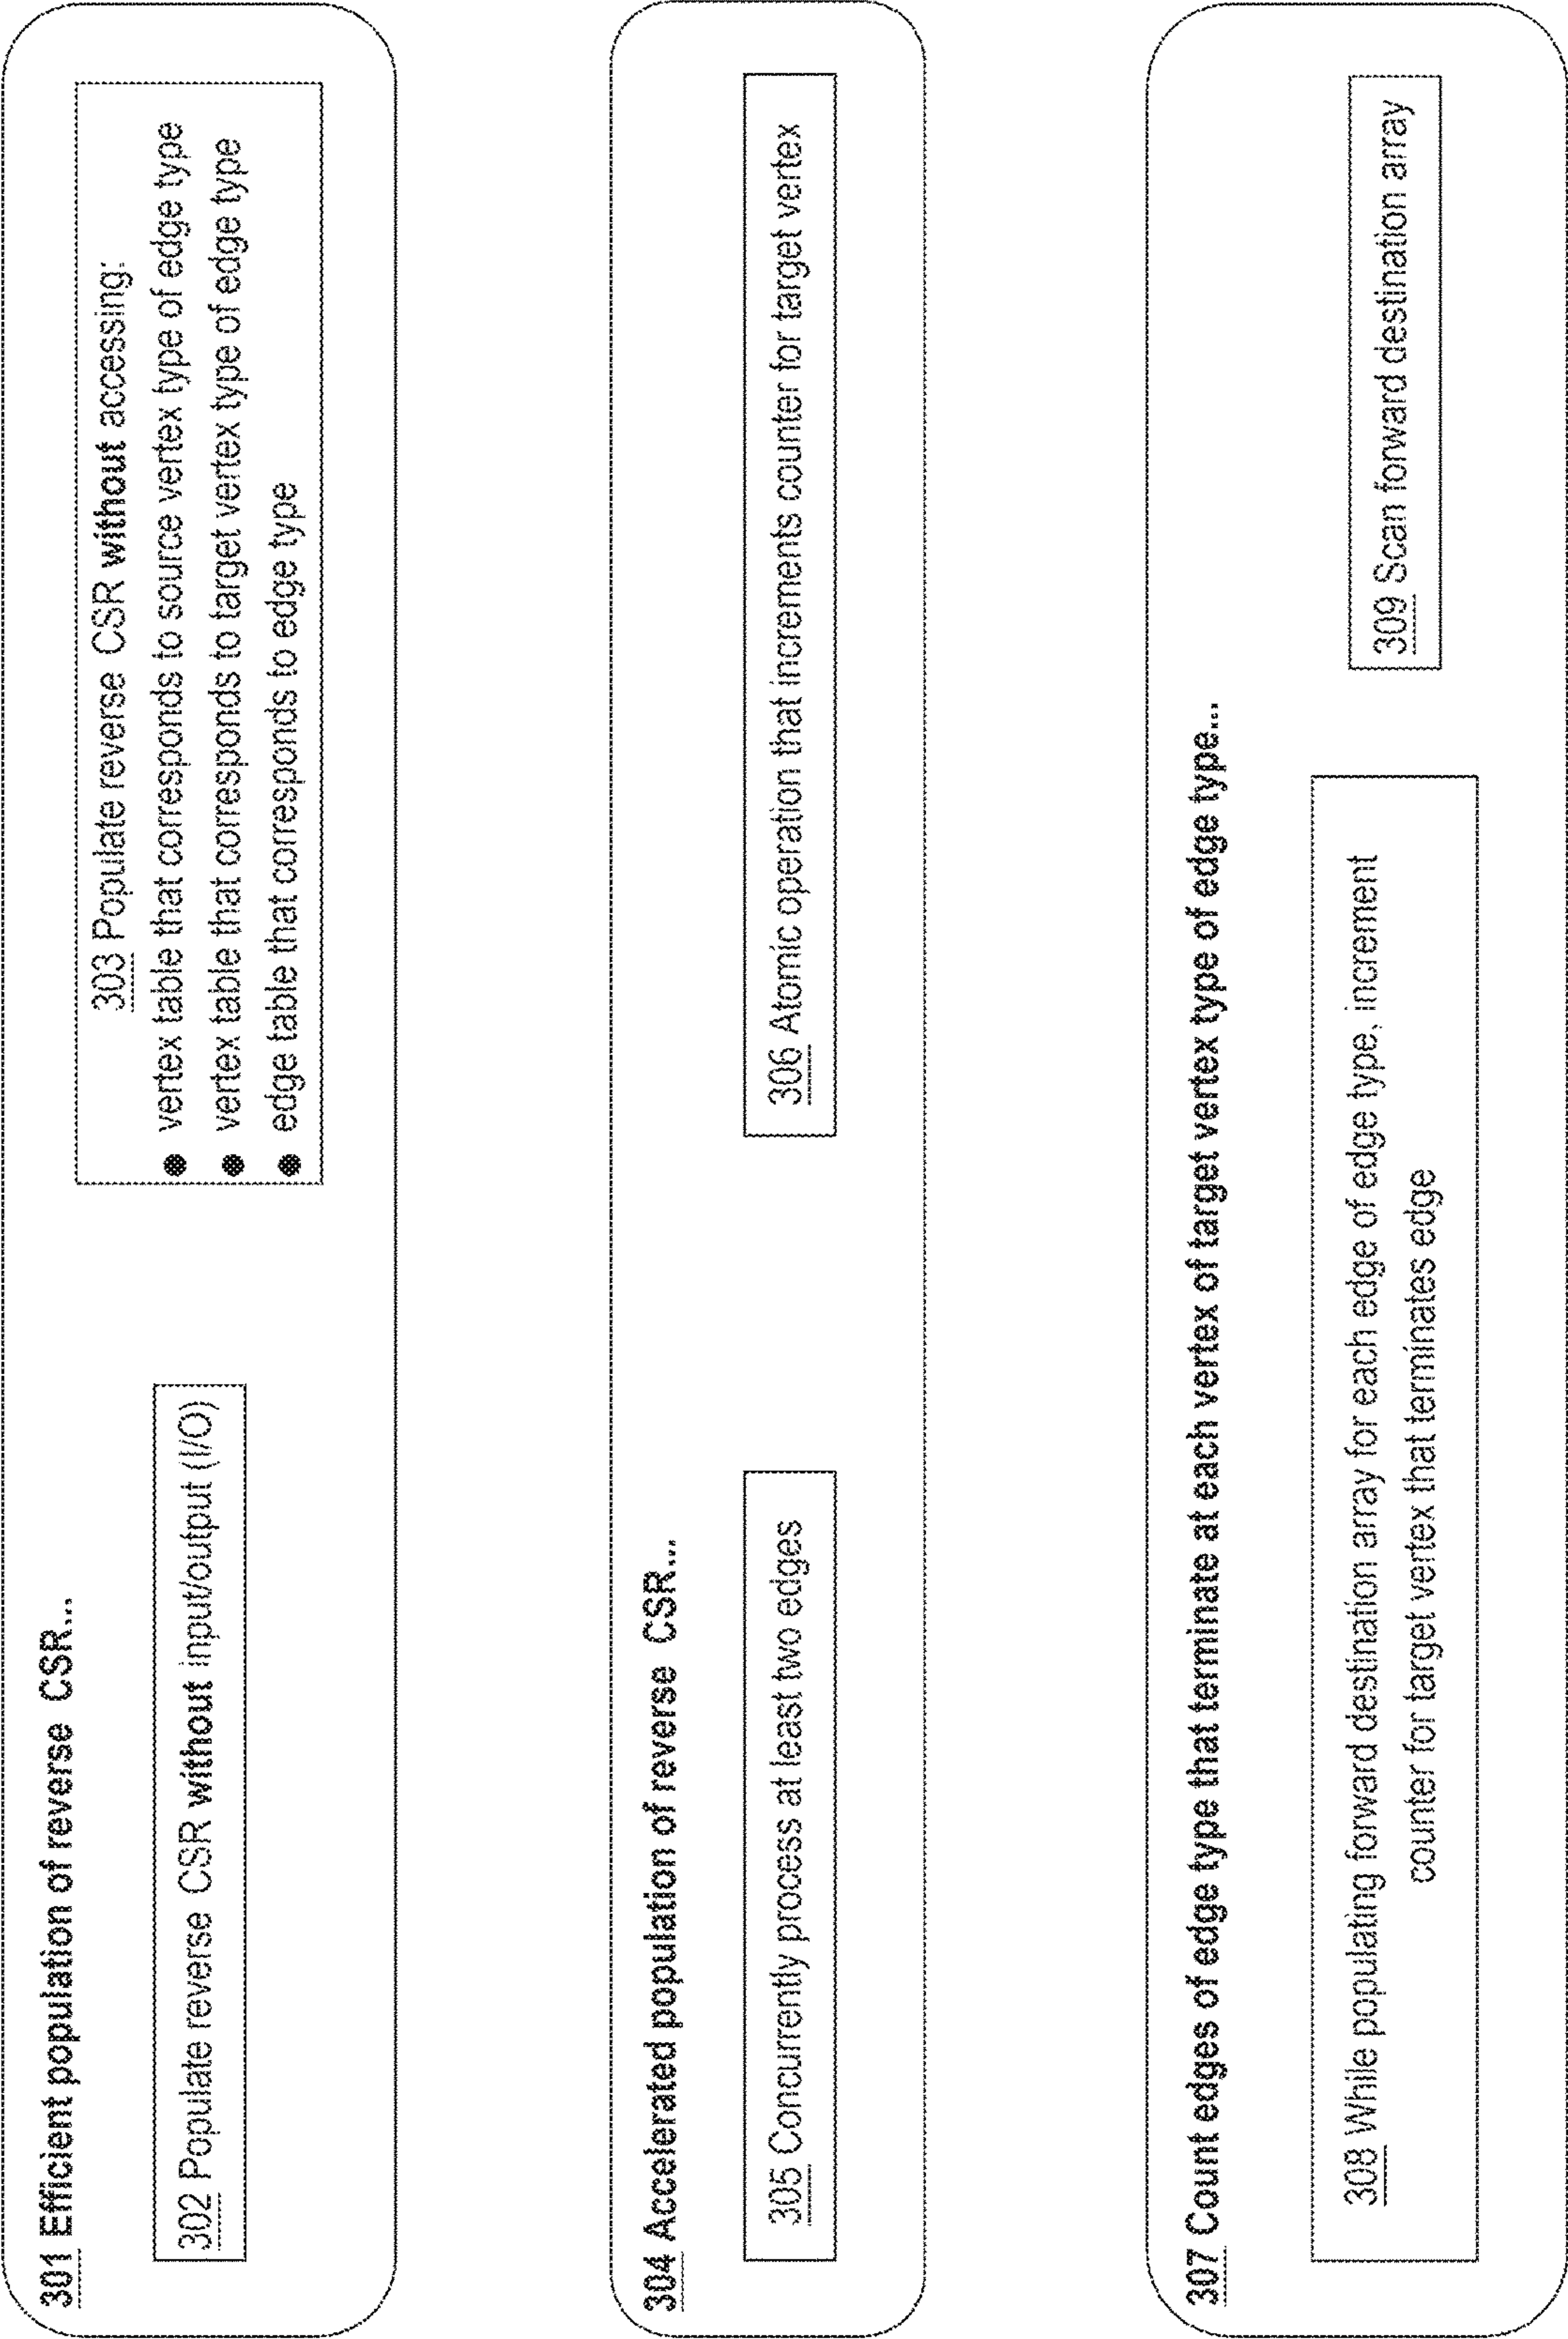 301 Efficient population of reverse CSR...
302 Populate reverse CSR without input/output (I/O)
303 Populate reverse CSR without accessing:
● vertex table that corresponds to source vertex type of edge type
● vertex table that corresponds to target vertex type of edge type
● edge table that corresponds to edge type
304 Accelerated population of reverse CSR...
305 Concurrently process at least two edges
306 Atomic operation that increments counter for target vertex
307 Count edges of edge type that terminate at each vertex of target vertex type of edge type...
308 While populating forward destination array for each edge of edge type, increment
counter for target vertex that terminates edge
309 Scan forward destination array